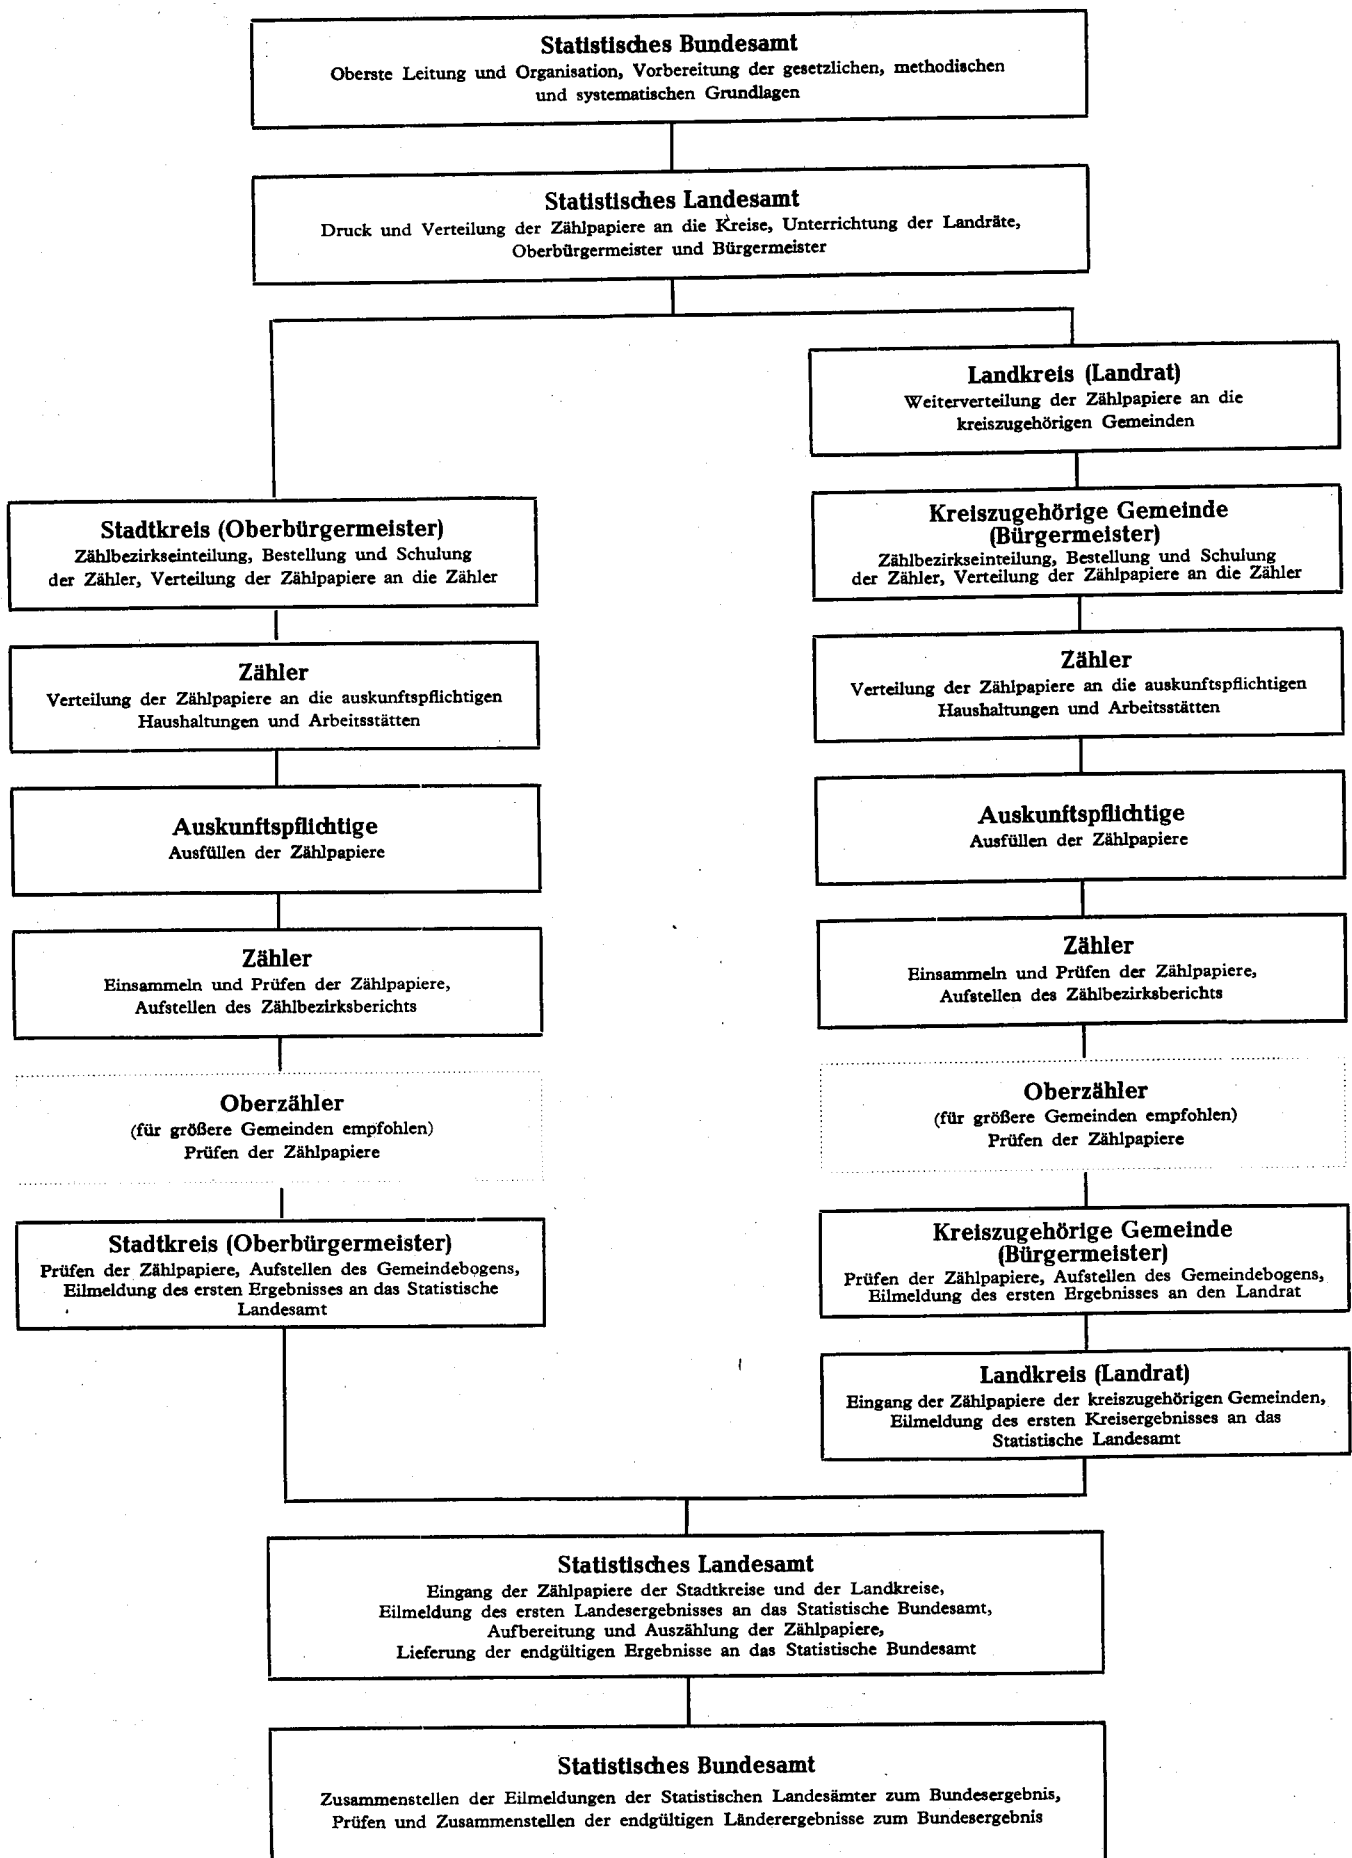 Statistisches Bundesamt
Oberste Leitung und Organisation, Vorbereitung der gesetzlichen, methodischen
und systematischen Grundlagen
Statistisches Landesamt
Druck und Verteilung der Zählpapiere an die Kreise, Unterrichtung der Landräte,
Oberbürgermeister und Bürgermeister
Landkreis (Landrat)
Weiterverteilung der Zählpapiere an die
kreiszugehörigen Gemeinden
Stadtkreis (Oberbürgermeister)
Zählbezirkseinteilung, Bestellung und Schulung
der Zähler, Verteilung der Zählpapiere an die Zähler
Kreiszugehörige Gemeinde
(Bürgermeister)
Zählbezirkseinteilung, Bestellung und Schulung
der Zähler, Verteilung der Zählpapiere an die Zähler
Zähler
Verteilung der Zählpapiere an die auskunftspflichtigen
Haushaltungen und Arbeitsstätten
Zähler
Verteilung der Zählpapiere an die auskunftspflichtigen
Haushaltungen und Arbeitsstätten
Auskunftspflichtige
Ausfüllen der Zählpapiere
Auskunftspflichtige
Ausfüllen der Zählpapiere
Zähler
Einsammeln und Prüfen der Zählpapiere,
Aufstellen des Zählbezirksberichts
Zähler
Einsammeln und Prüfen der Zählpapiere,
Aufstellen des Zählbezirksberichts
Oberzähler
(für größere Gemeinden empfohlen)
Prüfen der Zählpapiere
Oberzähler
(für größere Gemeinden empfohlen)
Prüfen der Zählpapiere
Stadtkreis (Oberbürgermeister)
Prüfen der Zählpapiere, Aufstellen des Gemeindebogens,
Eilmeldung des ersten Ergebnisses an das Statistische
Landesamt
Kreiszugehörige Gemeinde
(Bürgermeister)
Prüfen der Zählpapiere, Aufstellen des Gemeindebogens,
Eilmeldung des ersten Ergebnisses an den Landrat
Landkreis (Landrat)
Eingang der Zählpapiere der kreiszugehörigen Gemeinden,
Eilmeldung des ersten Kreisergebnisses an das
Statistische Landesamt
Statistisches Landesamt
Eingang der Zählpapiere der Stadtkreise und der Landkreise,
Eilmeldung des ersten Landesergebnisses an das Statistische Bundesamt,
Aufbereitung und Auszählung der Zählpapiere,
Lieferung der endgültigen Ergebnisse an das Statistische Bundesamt
Statistisches Bundesamt
Zusammenstellen der Eilmeldungen der Statistischen Landesämter zum Bundesergebnis,
Prüfen und Zusammenstellen der endgültigen Länderergebnisse zum Bundesergebnis